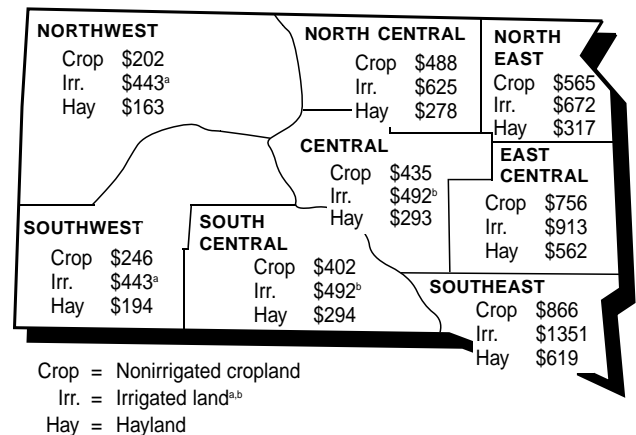 NORTHWEST
Crop $202
Irr. $443ᵃ
Hay $163
NORTH CENTRAL
Crop $488
Irr. $625
Hay $278
NORTH
EAST
Crop $565
Irr. $672
Hay $317
CENTRAL
Crop $435
Irr. $492ᵇ
Hay $293
EAST
CENTRAL
Crop $756
Irr. $913
Hay $562
SOUTHWEST
Crop $246
Irr. $443ᵃ
Hay $194
SOUTH
CENTRAL
Crop $402
Irr. $492ᵇ
Hay $294
SOUTHEAST
Crop $866
Irr. $1351
Hay $619
Crop = Nonirrigated cropland
Irr. = Irrigated landᵃ,ᵇ
Hay = Hayland